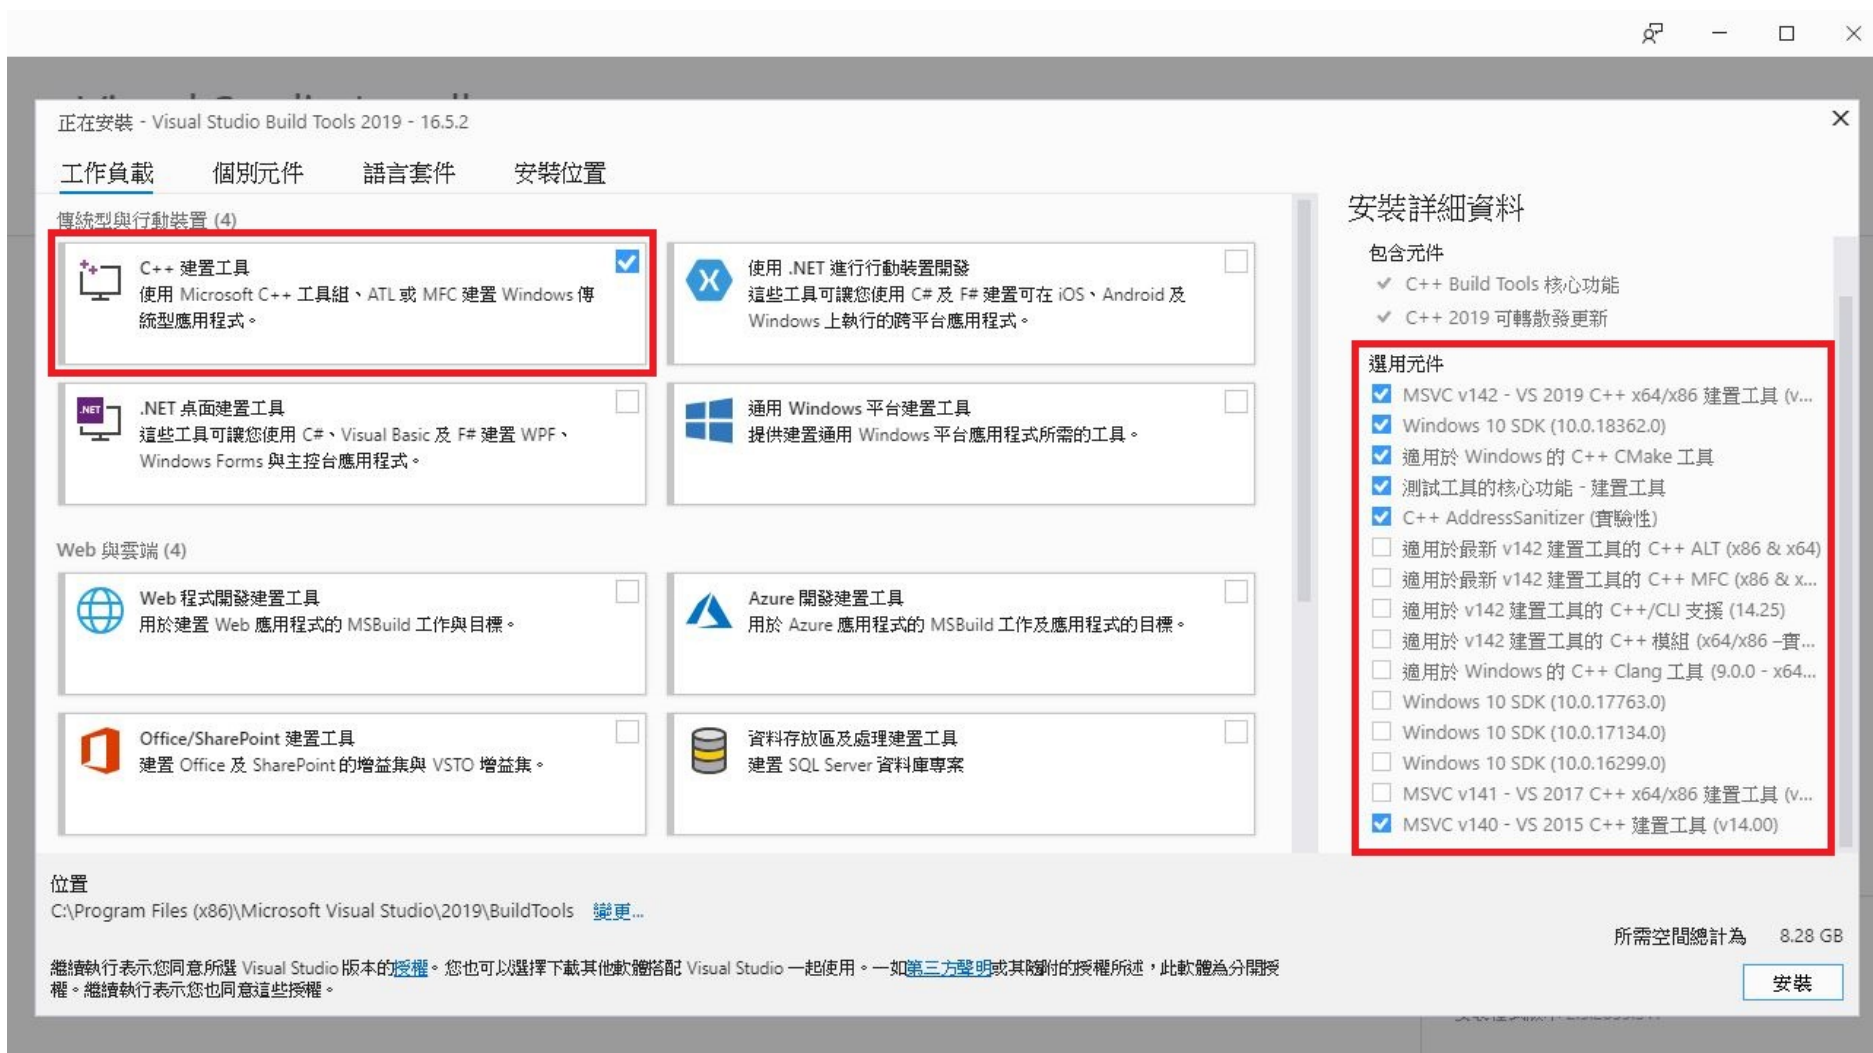 正在安裝 - Visual Studio Build Tools 2019 - 16.5.2
工作負載 個別元件 語言套件 安裝位置
傳統型與行動裝置 (4)
C++ 建置工具
使用 Microsoft C++ 工具組、ATL 或 MFC 建置 Windows 傳
統型應用程式。
使用 .NET 進行行動裝置開發
這些工具可讓您使用 C# 及 F# 建置可在 iOS、Android 及
Windows 上執行的跨平台應用程式。
.NET
.NET 桌面建置工具
這些工具可讓您使用 C#、Visual Basic 及 F# 建置 WPF、
Windows Forms 與主控台應用程式。
通用 Windows 平台建置工具
提供建置通用 Windows 平台應用程式所需的工具。
Web 與雲端 (4)
Web 程式開發建置工具
用於建置 Web 應用程式的 MSBuild 工作與目標。
Azure 開發建置工具
用於 Azure 應用程式的 MSBuild 工作及應用程式的目標。
Office/SharePoint 建置工具
建置 Office 及 SharePoint 的增益集與 VSTO 增益集。
資料存放區及處理建置工具
建置 SQL Server 資料庫專案
安裝詳細資料
包含元件
C++ Build Tools 核心功能
C++ 2019 可轉散發更新
選用元件
MSVC v142 - VS 2019 C++ x64/x86 建置工具 (v...
Windows 10 SDK (10.0.18362.0)
適用於 Windows 的 C++ CMake 工具
測試工具的核心功能 - 建置工具
C++ AddressSanitizer (實驗性)
適用於最新 v142 建置工具的 C++ ALT (x86 & x64)
適用於最新 v142 建置工具的 C++ MFC (x86 & x...
適用於 v142 建置工具的 C++/CLI 支援 (14.25)
適用於 v142 建置工具的 C++ 模組 (x64/x86 –實...
適用於 Windows 的 C++ Clang 工具 (9.0.0 - x64...
Windows 10 SDK (10.0.17763.0)
Windows 10 SDK (10.0.17134.0)
Windows 10 SDK (10.0.16299.0)
MSVC v141 - VS 2017 C++ x64/x86 建置工具 (v...
MSVC v140 - VS 2015 C++ 建置工具 (v14.00)
位置
C:\Program Files (x86)\Microsoft Visual Studio\2019\BuildTools 變更...
所需空間總計為 8.28 GB
繼續執行表示您同意所選 Visual Studio 版本的授權。您也可以選擇下載其他軟體搭配 Visual Studio 一起使用。一如第三方聲明或其隨附的授權所述，此軟體為分開授
權。繼續執行表示您也同意這些授權。
安裝